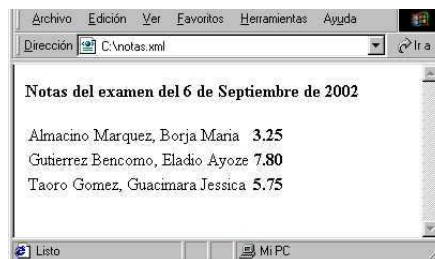 Archivo Edición Ver Favoritos Herramientas Ayuda
Dirección C:\notas.xml Ir a
Notas del examen del 6 de Septiembre de 2002
Almacino Marquez, Borja Maria 3.25
Gutierrez Bencomo, Eladio Ayoze 7.80
Taoro Gomez, Guacimara Jessica 5.75
Listo Mi PC